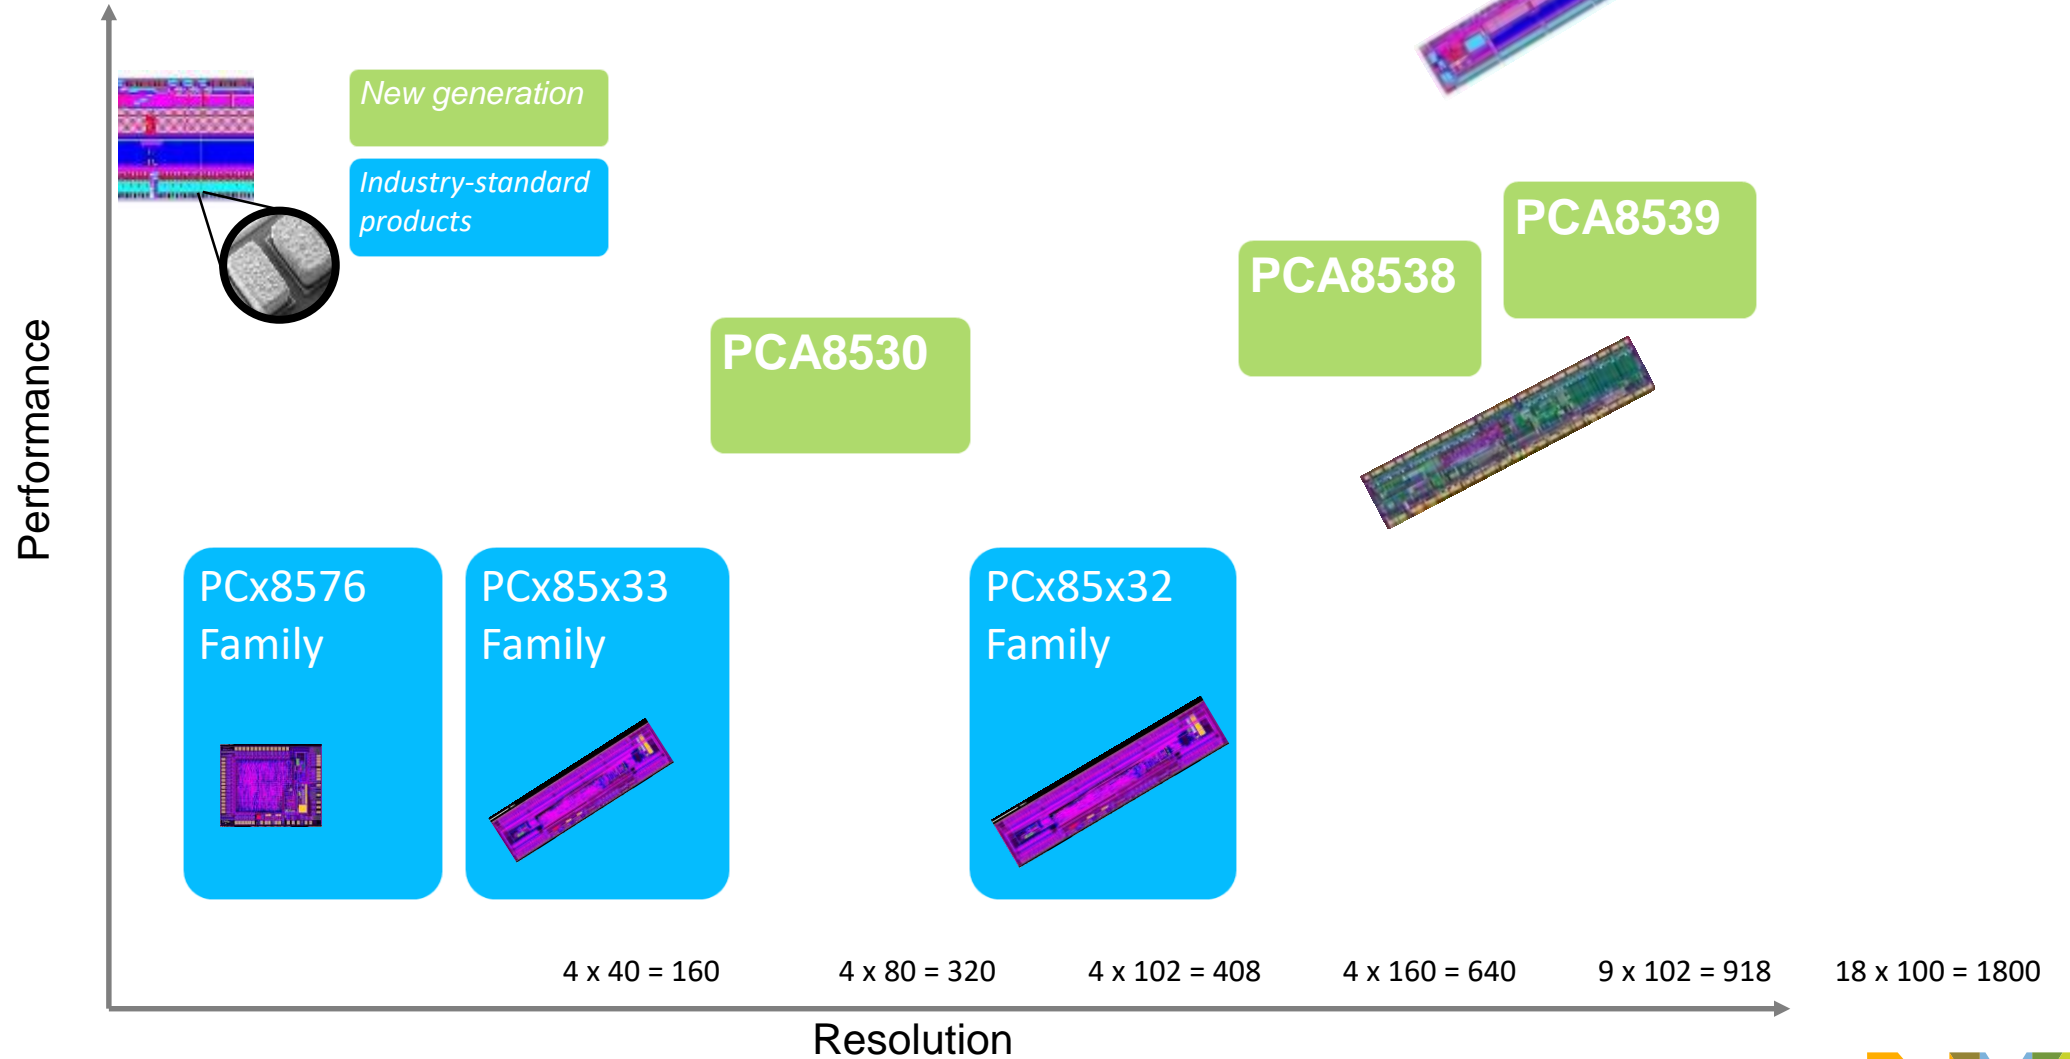 New generation
Industry-standard
products
PCA8539
PCA8538
PCA8530
Performance
PCx8576
Family
PCx85x33
Family
PCx85x32
Family
4 x 40 = 160
4 x 80 = 320
4 x 102 = 408
4 x 160 = 640
9 x 102 = 918
18 x 100 = 1800
Resolution